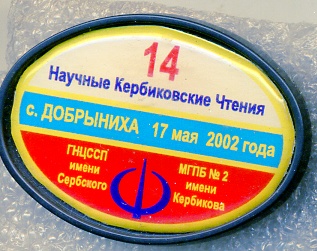 14
Научные Кербиковские Чтения
с. ДОБРЫНИХА 17 мая 2002 года
ГНЦССП
имени
Сербского
МГПБ № 2
имени
Кербикова